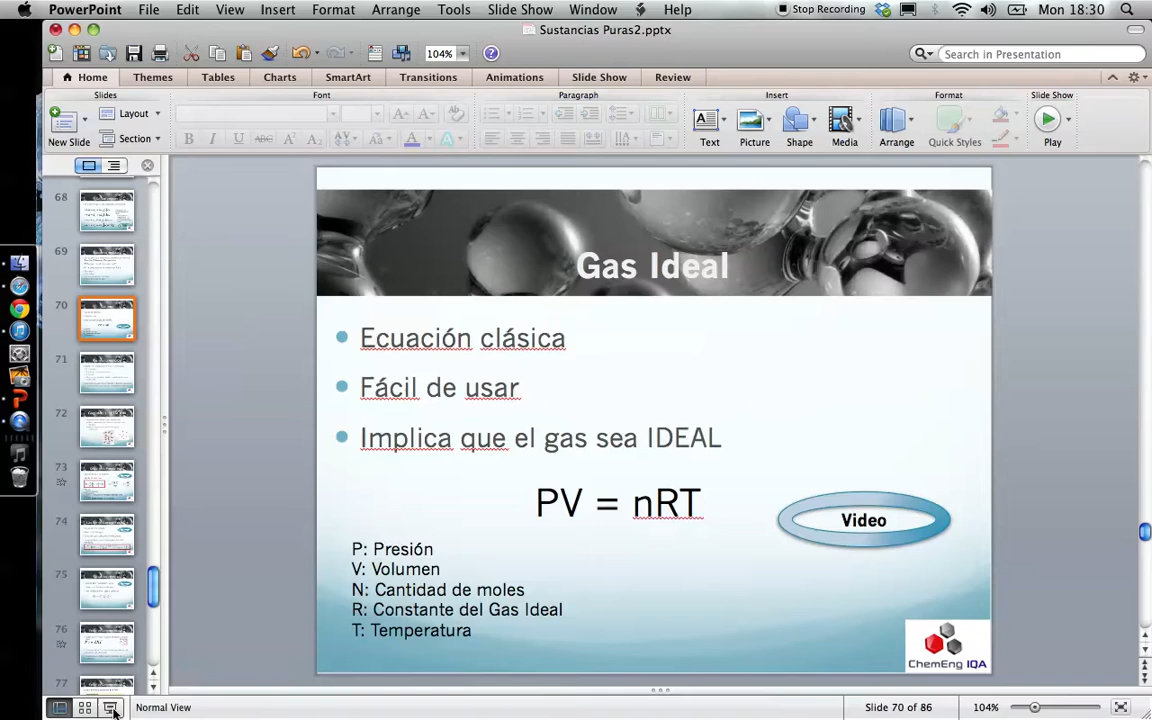 PowerPoint File Edit View Insert Format Arrange Tools Slide Show Window Help Stop Recording Mon 18:30
Sustancias Puras2.pptx
104% Search in Presentation
Home Themes Tables Charts SmartArt Transitions Animations Slide Show Review
Slides Font Paragraph Insert Format Slide Show
New Slide Layout Section
Text Picture Shape Media Arrange Quick Styles Play
68
69
70
71
72
73
74
75
76
77
Gas Ideal
Ecuación clásica
Fácil de usar
Implica que el gas sea IDEAL
PV = nRT
Video
P: Presión
V: Volumen
N: Cantidad de moles
R: Constante del Gas Ideal
T: Temperatura
ChemEng IQA
Normal View Slide 70 of 86 104%